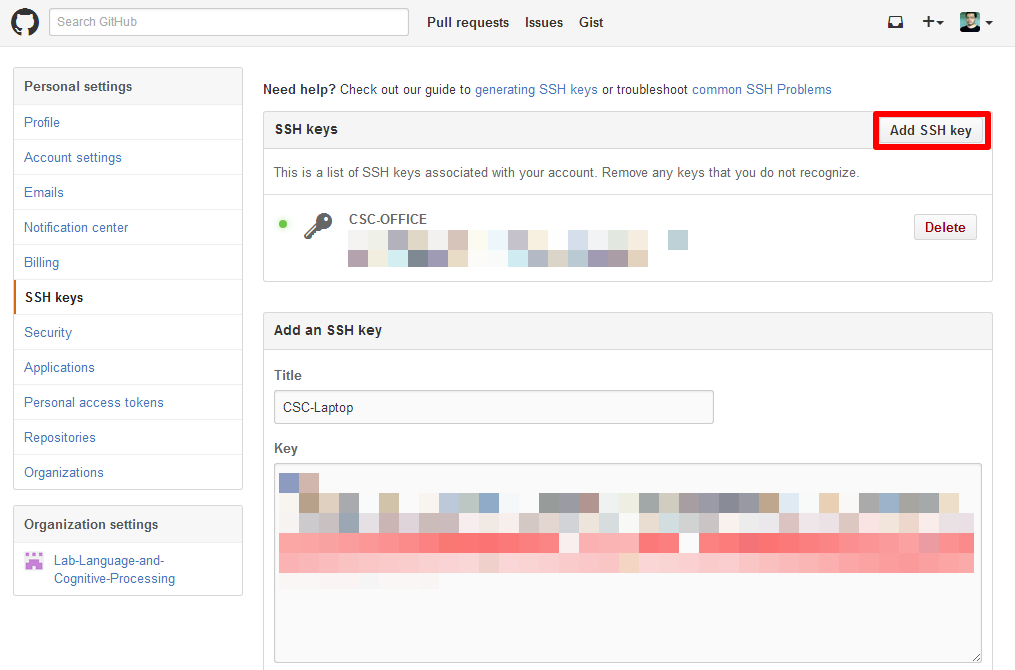 Search GitHub
Pull requests
Issues
Gist
Personal settings
Profile
Account settings
Emails
Notification center
Billing
SSH keys
Security
Applications
Personal access tokens
Repositories
Organizations
Organization settings
Lab-Language-and-
Cognitive-Processing
Need help? Check out our guide to generating SSH keys or troubleshoot common SSH Problems
SSH keys
Add SSH key
This is a list of SSH keys associated with your account. Remove any keys that you do not recognize.
CSC-OFFICE
Delete
Add an SSH key
Title
CSC-Laptop
Key